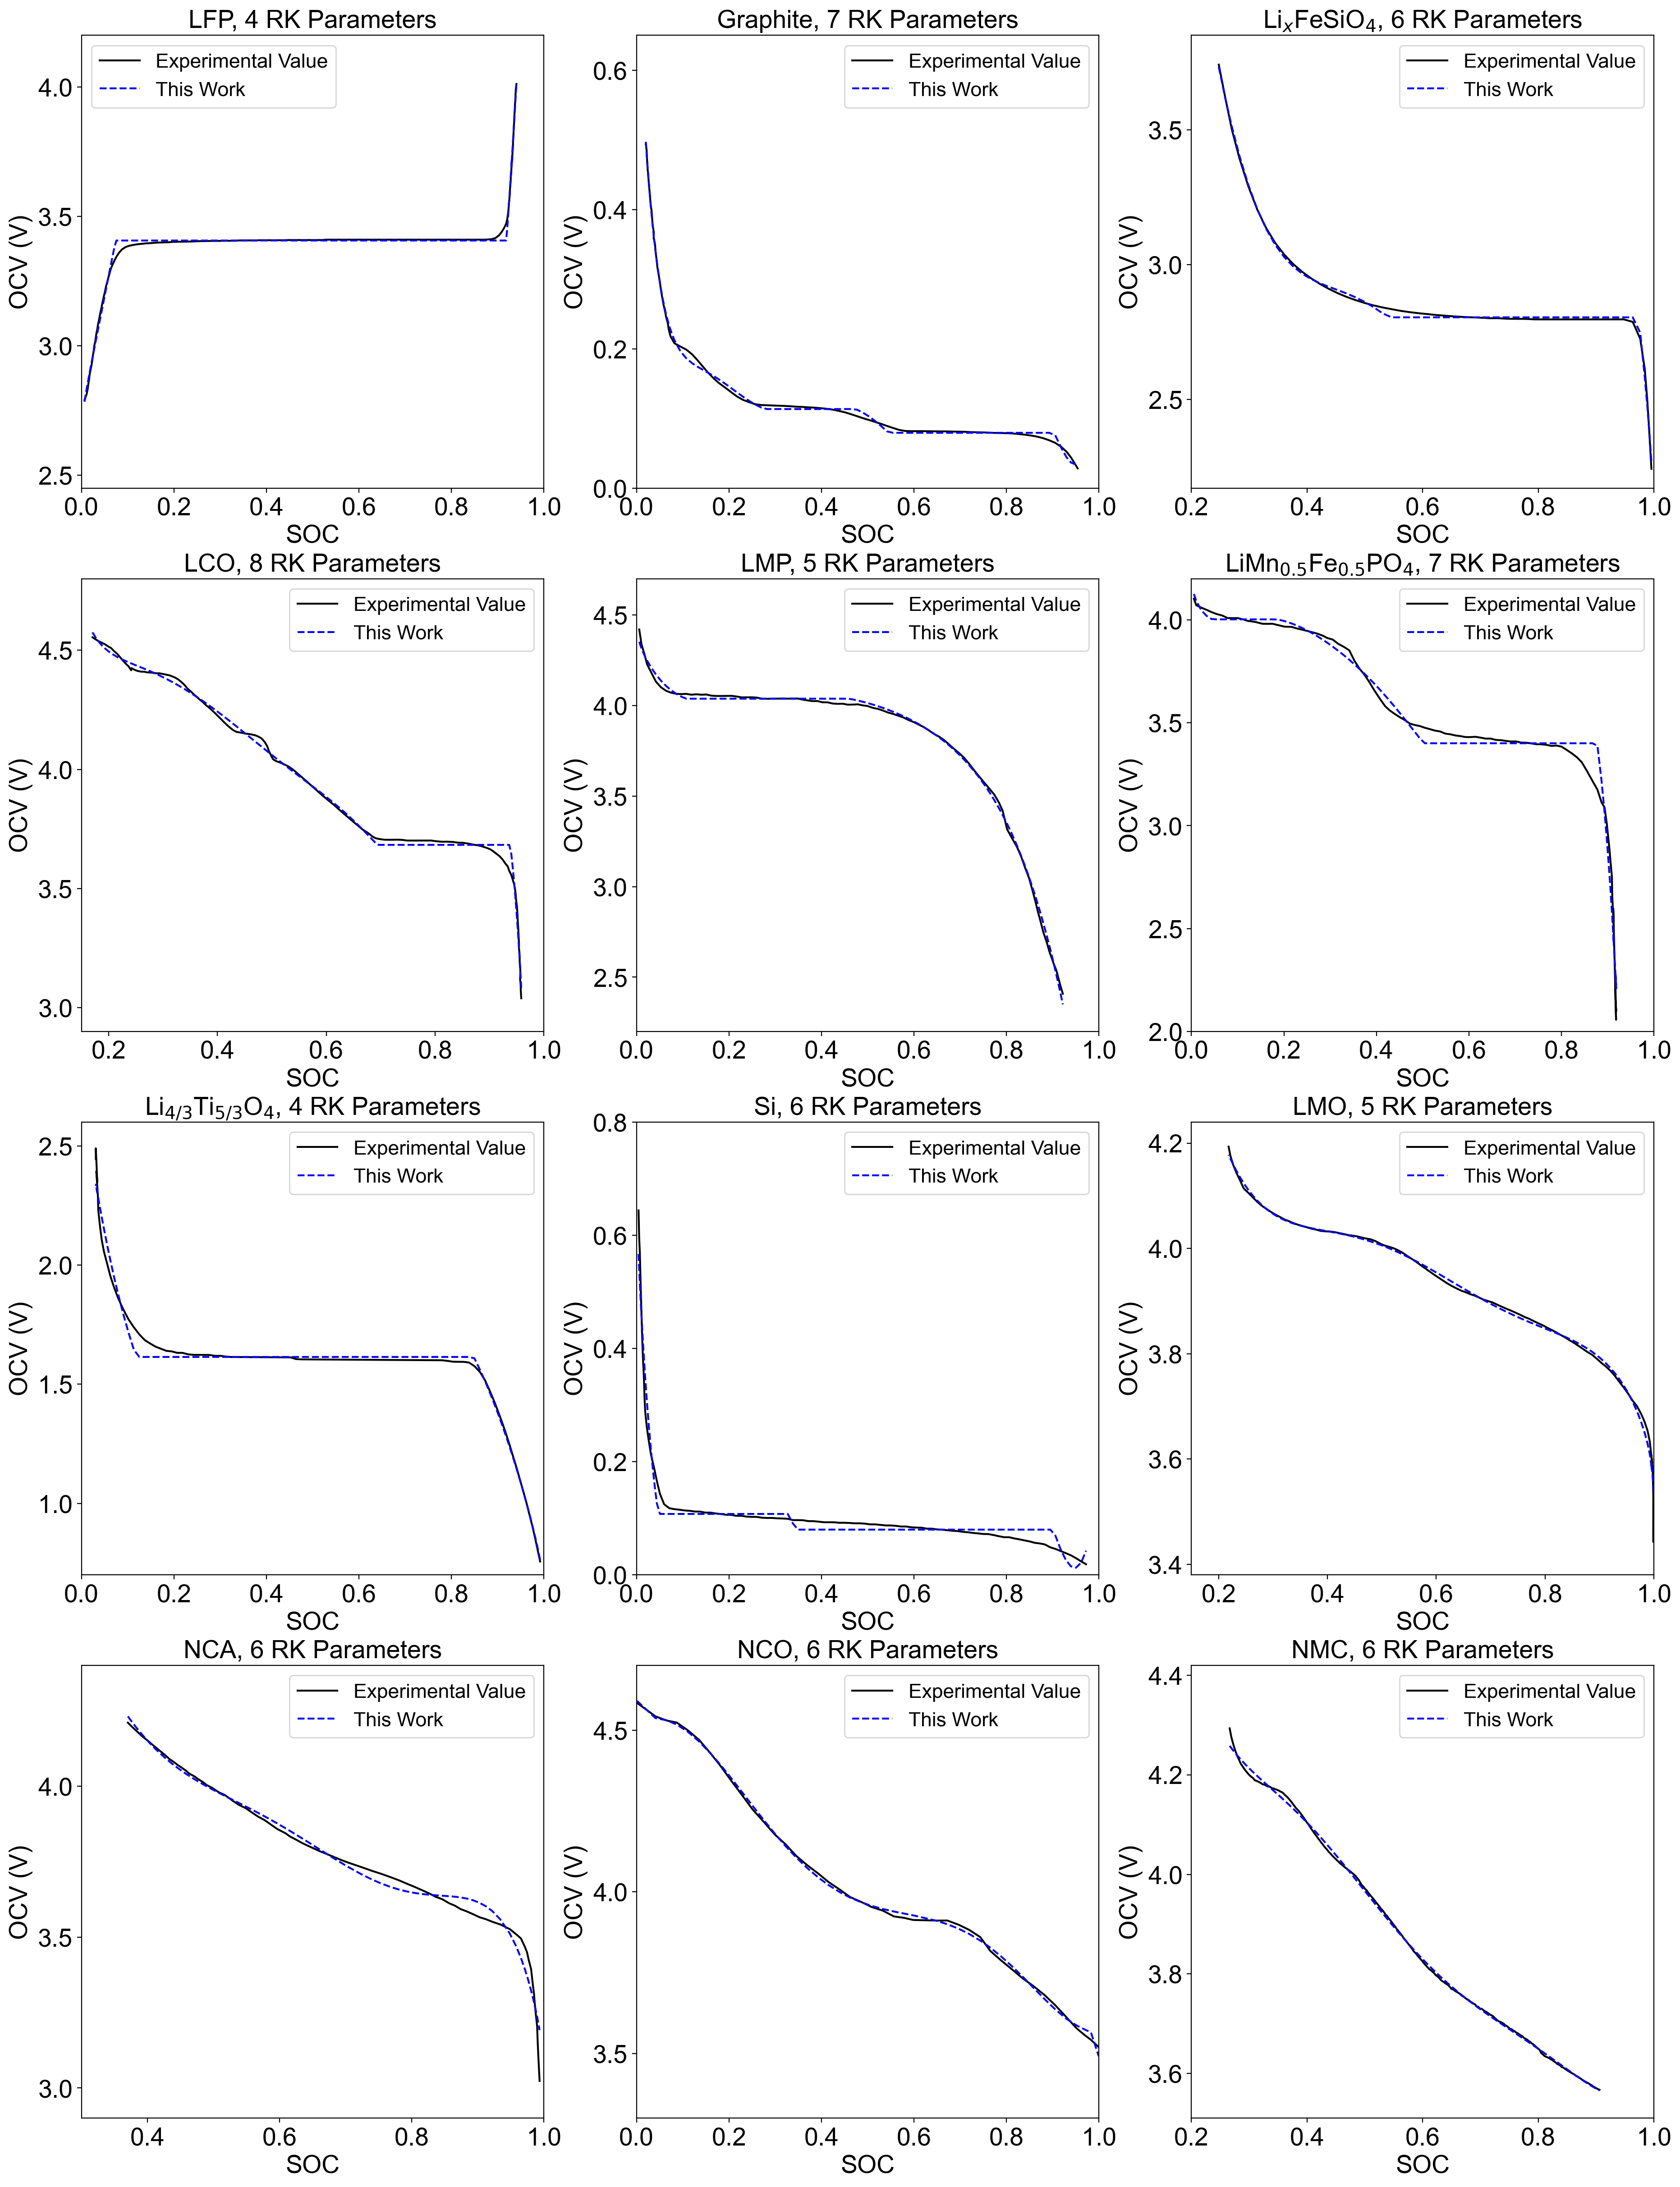 LFP, 4 RK Parameters
Experimental Value
This Work
4.0
3.5
3.0
2.5
OCV (V)
0.0 0.2 0.4 0.6 0.8 1.0
SOC
Graphite, 7 RK Parameters
Experimental Value
This Work
0.6
0.4
0.2
0.0
OCV (V)
0.0 0.2 0.4 0.6 0.8 1.0
SOC
LiₓFeSiO₄, 6 RK Parameters
Experimental Value
This Work
3.5
3.0
2.5
OCV (V)
0.2 0.4 0.6 0.8 1.0
SOC
LCO, 8 RK Parameters
Experimental Value
This Work
4.5
4.0
3.5
3.0
OCV (V)
0.2 0.4 0.6 0.8 1.0
SOC
LMP, 5 RK Parameters
Experimental Value
This Work
4.5
4.0
3.5
3.0
2.5
OCV (V)
0.0 0.2 0.4 0.6 0.8 1.0
SOC
LiMn₀.₅Fe₀.₅PO₄, 7 RK Parameters
Experimental Value
This Work
4.0
3.5
3.0
2.5
2.0
OCV (V)
0.0 0.2 0.4 0.6 0.8 1.0
SOC
Li₄/₃Ti₅/₃O₄, 4 RK Parameters
Experimental Value
This Work
2.5
2.0
1.5
1.0
OCV (V)
0.0 0.2 0.4 0.6 0.8 1.0
SOC
Si, 6 RK Parameters
Experimental Value
This Work
0.8
0.6
0.4
0.2
0.0
OCV (V)
0.0 0.2 0.4 0.6 0.8 1.0
SOC
LMO, 5 RK Parameters
Experimental Value
This Work
4.2
4.0
3.8
3.6
3.4
OCV (V)
0.2 0.4 0.6 0.8 1.0
SOC
NCA, 6 RK Parameters
Experimental Value
This Work
4.0
3.5
3.0
OCV (V)
0.4 0.6 0.8 1.0
SOC
NCO, 6 RK Parameters
Experimental Value
This Work
4.5
4.0
3.5
OCV (V)
0.0 0.2 0.4 0.6 0.8 1.0
SOC
NMC, 6 RK Parameters
Experimental Value
This Work
4.4
4.2
4.0
3.8
3.6
OCV (V)
0.2 0.4 0.6 0.8 1.0
SOC